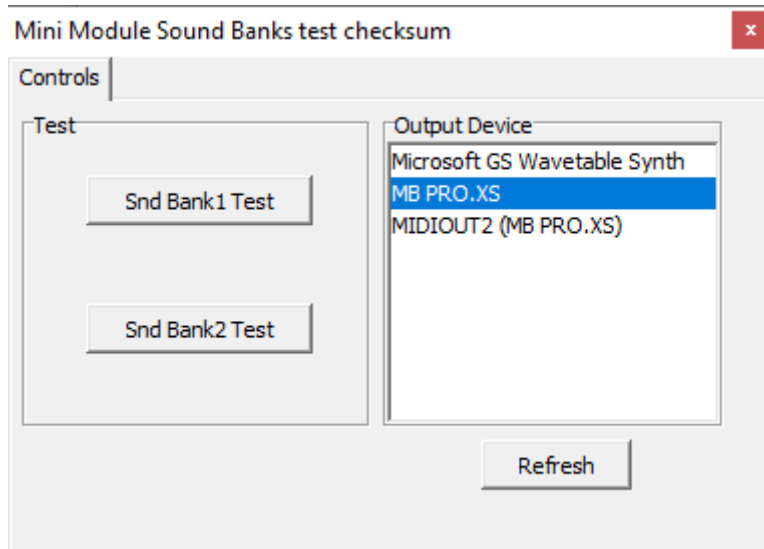 Mini Module Sound Banks test checksum
x
Controls
Test
Snd Bank1 Test
Snd Bank2 Test
Output Device
Microsoft GS Wavetable Synth
MB PRO.XS
MIDIOUT2 (MB PRO.XS)
Refresh